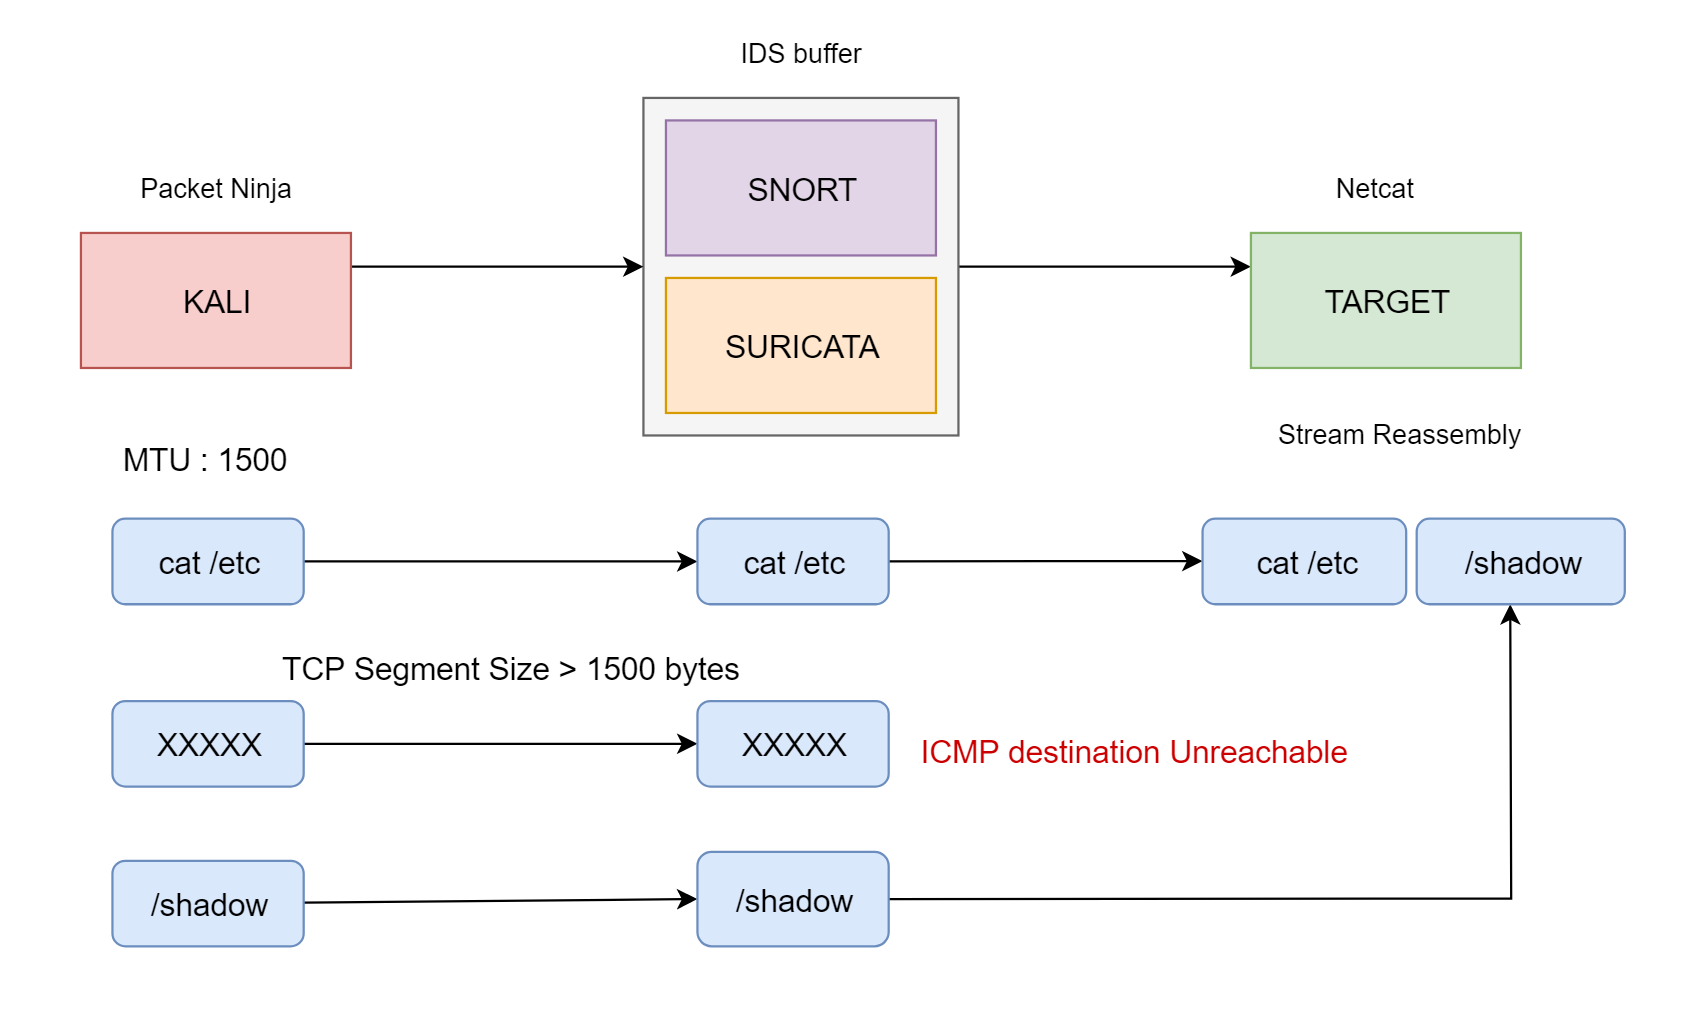 IDS buffer
Packet Ninja
SNORT
Netcat
KALI
SURICATA
TARGET
Stream Reassembly
MTU : 1500
cat /etc
cat /etc
cat /etc
/shadow
TCP Segment Size > 1500 bytes
XXXXX
XXXXX
ICMP destination Unreachable
/shadow
/shadow